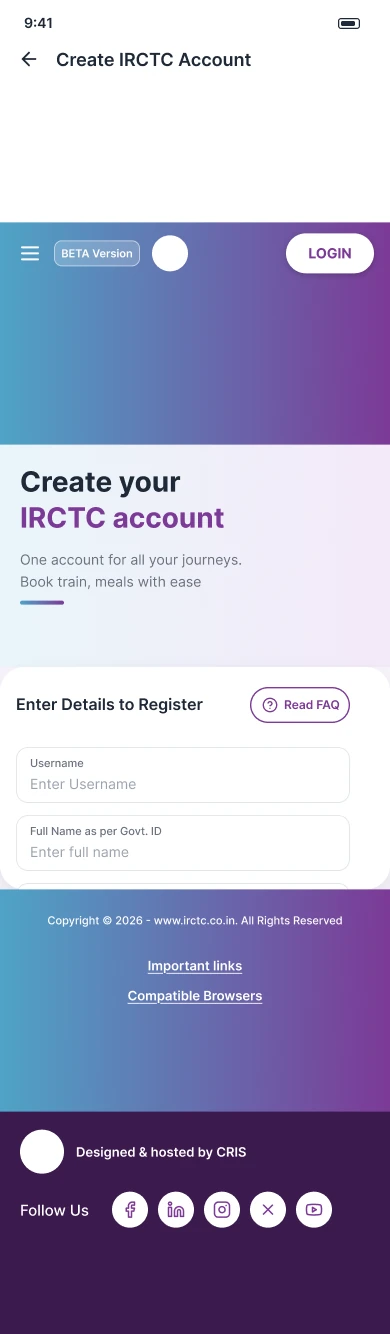 9:41
Create IRCTC Account
BETA Version
LOGIN
Create your
IRCTC account
One account for all your journeys.
Book train, meals with ease
Enter Details to Register
Read FAQ
Username
Enter Username
Full Name as per Govt. ID
Enter full name
Copyright © 2026 - www.irctc.co.in. All Rights Reserved
Important links
Compatible Browsers
Designed & hosted by CRIS
Follow Us